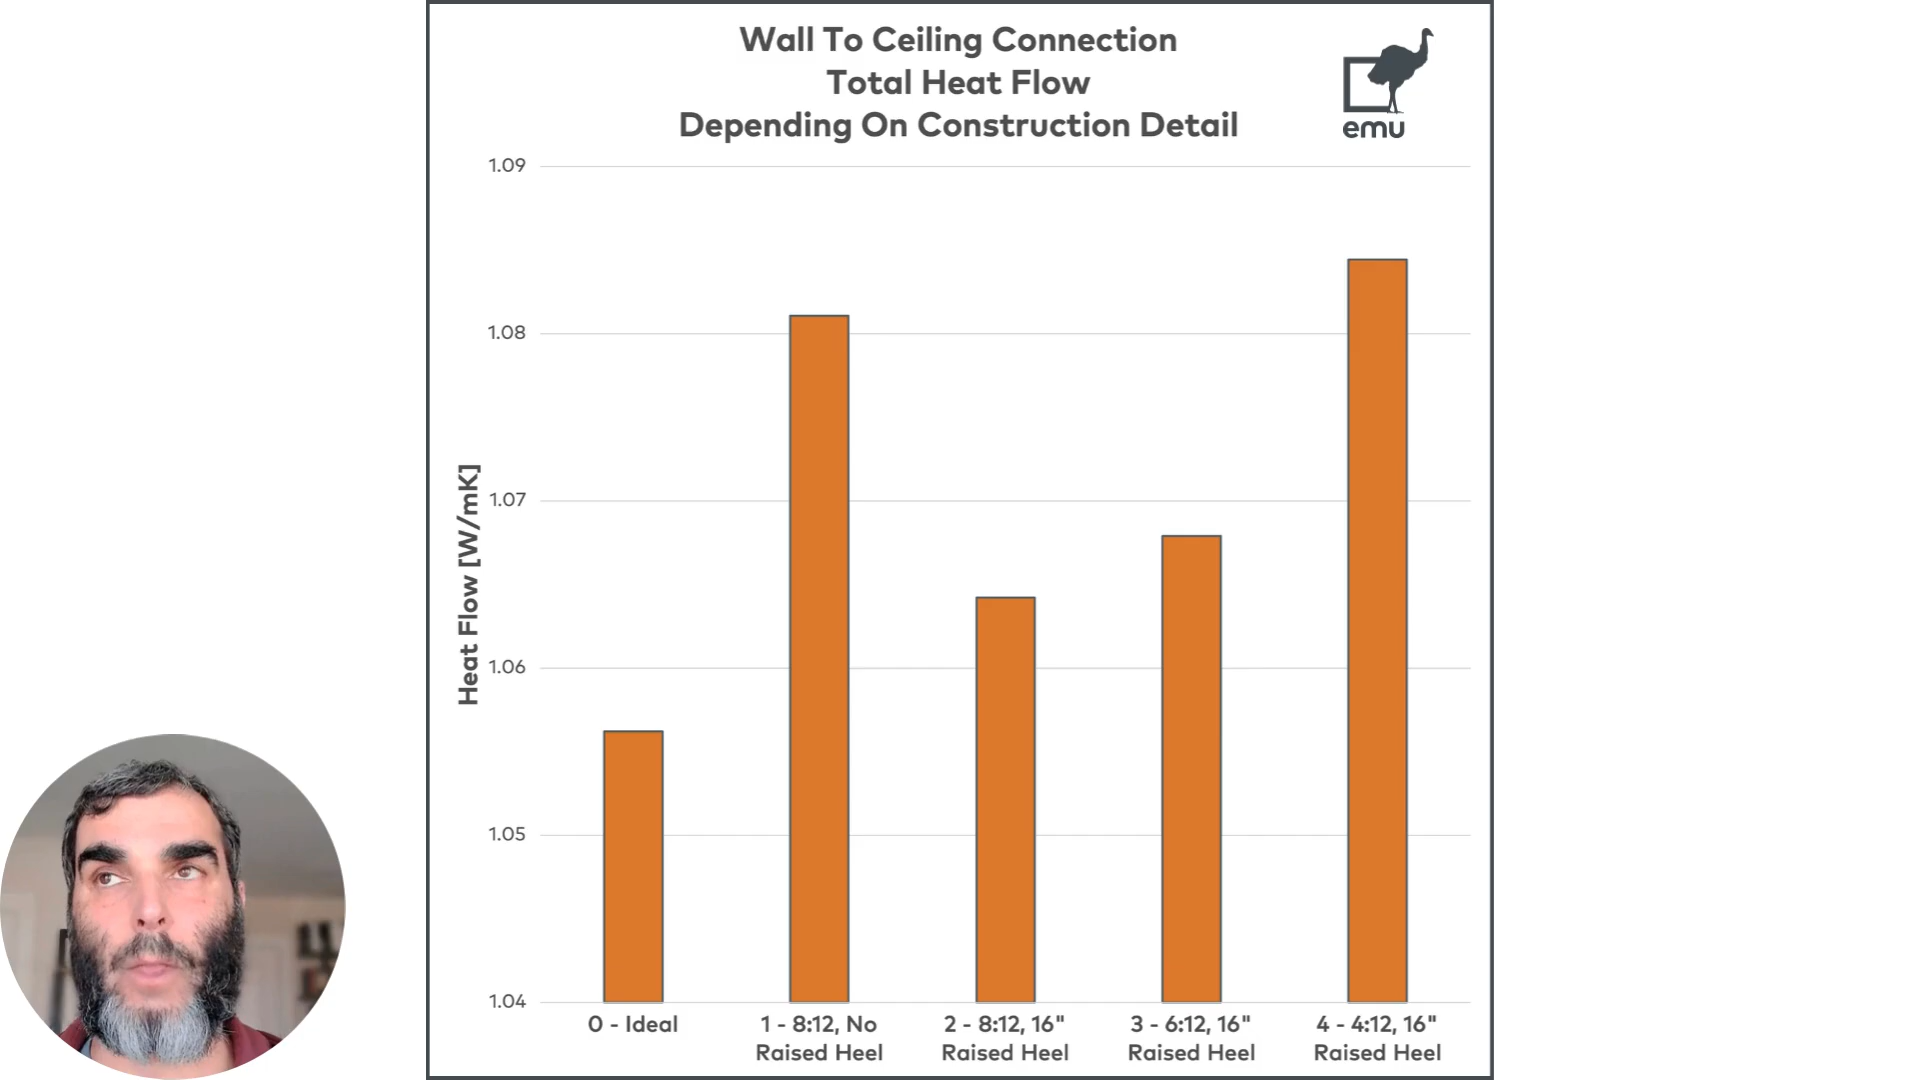 Wall To Ceiling Connection
Total Heat Flow
Depending On Construction Detail
emu
1.09
1.08
1.07
1.06
1.05
1.04
Heat Flow [W/mK]
0 - Ideal
1 - 8:12, No
Raised Heel
2 - 8:12, 16"
Raised Heel
3 - 6:12, 16"
Raised Heel
4 - 4:12, 16"
Raised Heel